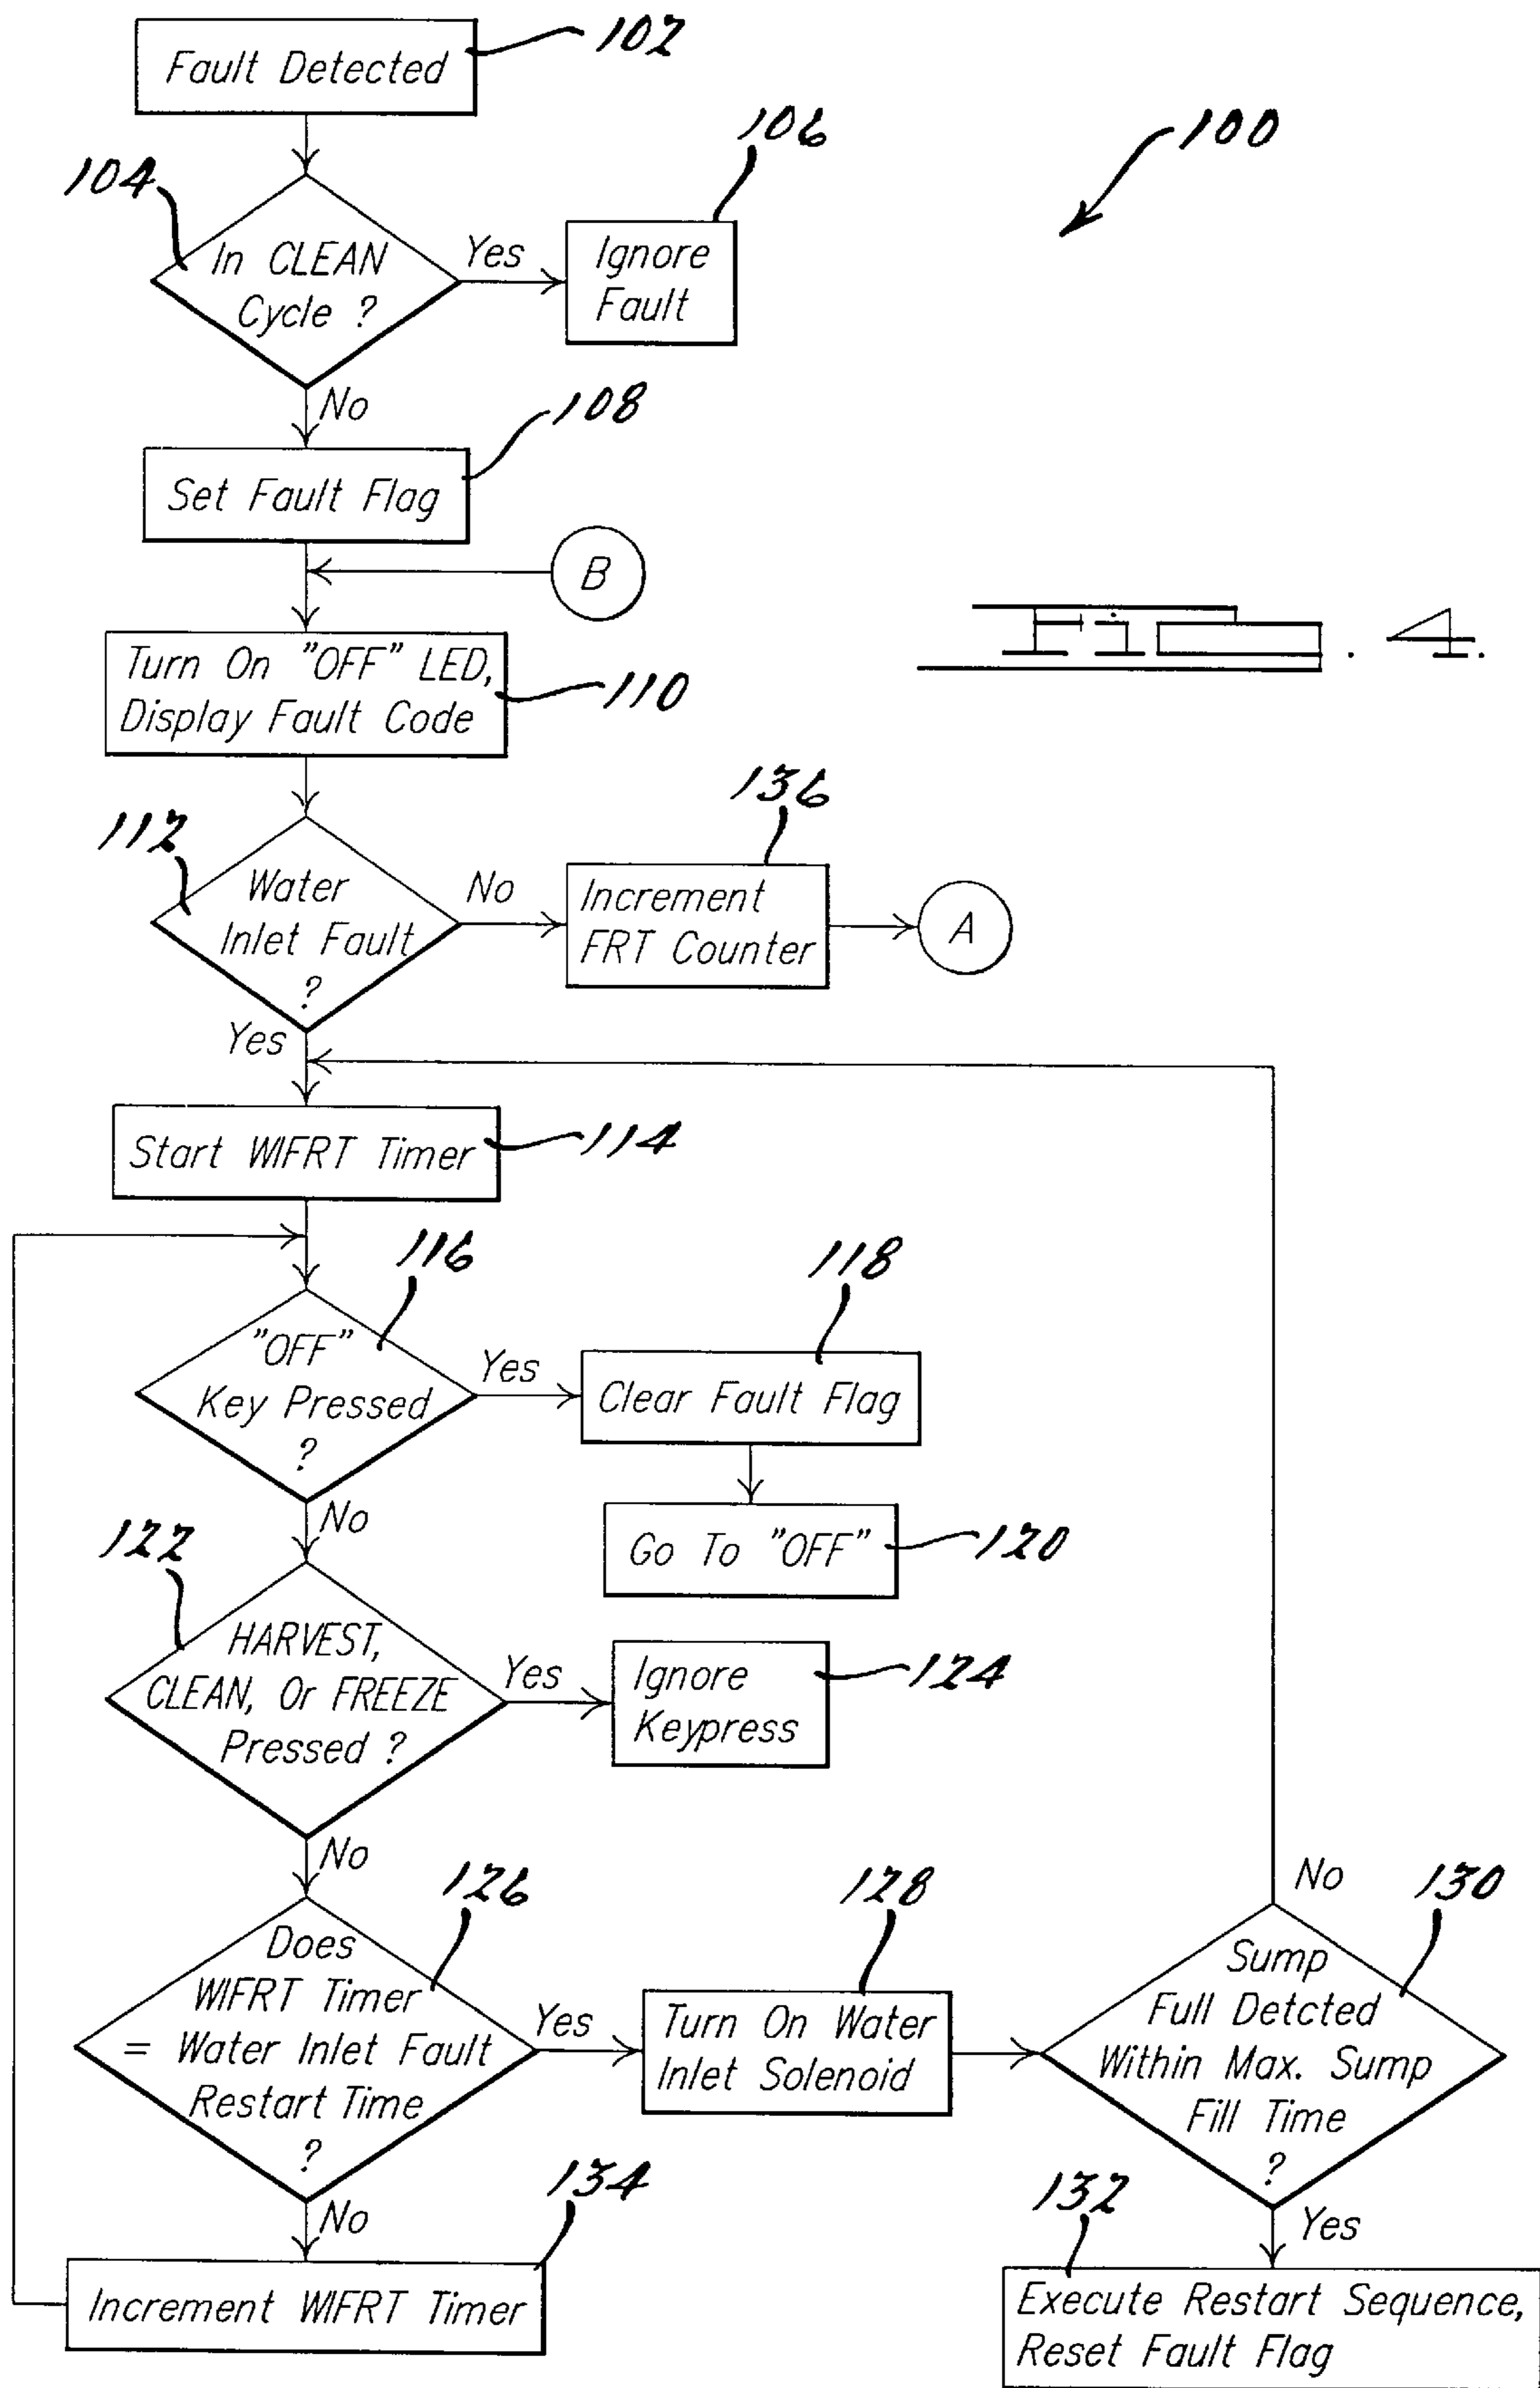 102
Fault Detected
106
100
104
In CLEAN
Cycle ?
Yes
Ignore
Fault
No
108
Set Fault Flag
B
Fig. 4.
Turn On "OFF" LED,
Display Fault Code
110
136
112
Water
Inlet Fault
?
No
Increment
FRT Counter
A
Yes
Start WIFRT Timer
114
116
118
"OFF"
Key Pressed
?
Yes
Clear Fault Flag
No
Go To "OFF"
120
122
HARVEST,
CLEAN, Or FREEZE
Pressed ?
Yes
Ignore
Keypress
124
No
126
128
No
130
Does
WIFRT Timer
= Water Inlet Fault
Restart Time
?
Yes
Turn On Water
Inlet Solenoid
Sump
Full Detcted
Within Max. Sump
Fill Time
?
No
134
132
Yes
Increment WIFRT Timer
Execute Restart Sequence,
Reset Fault Flag